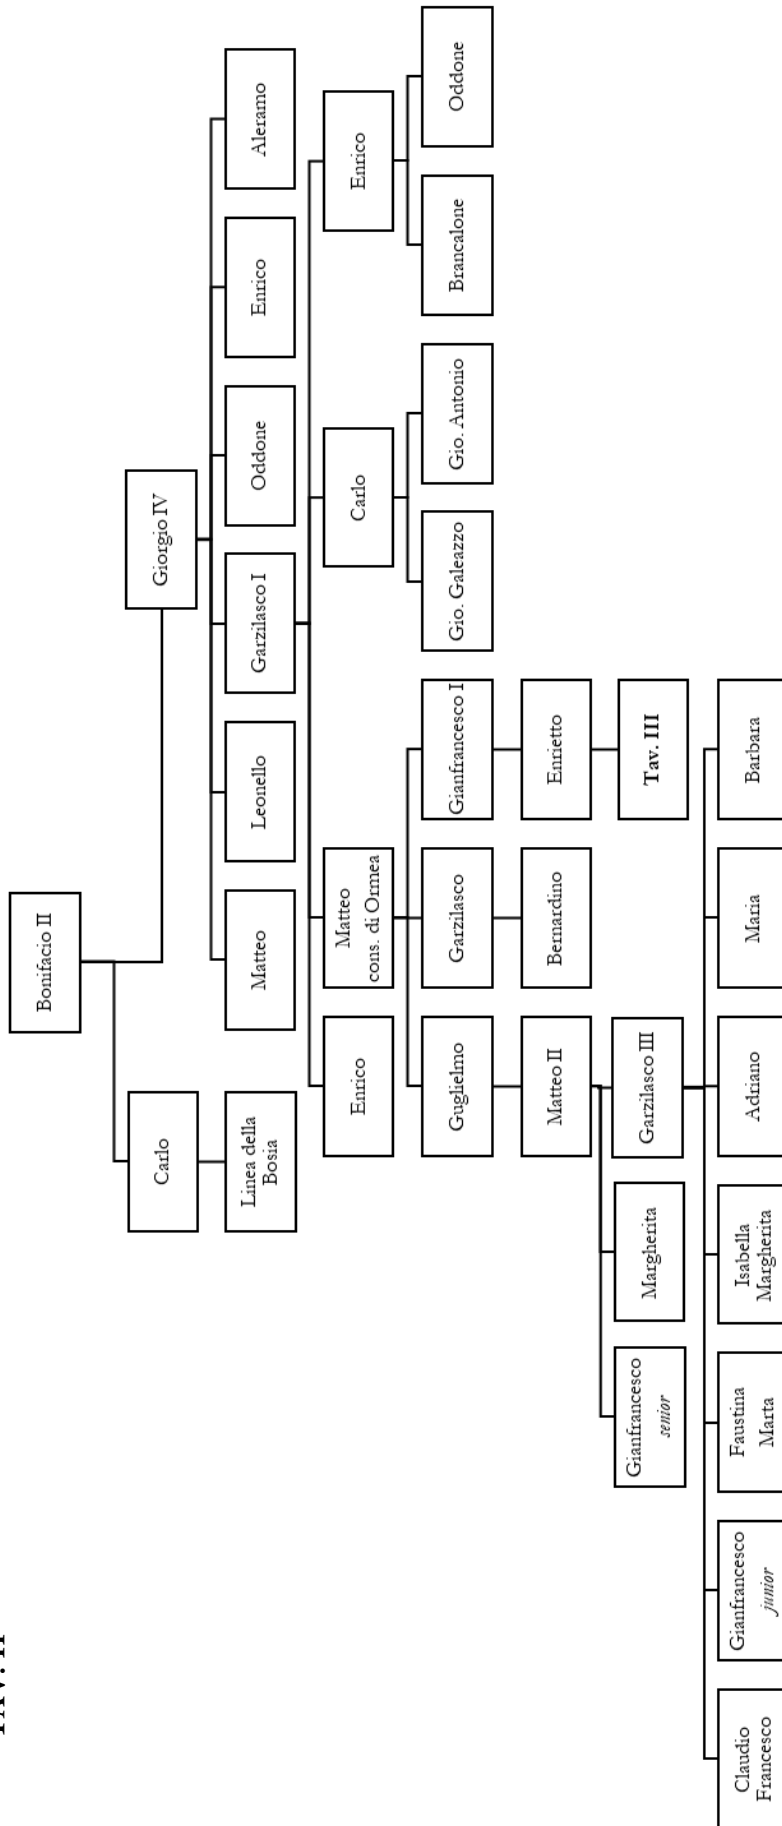 TAV. II
Bonifacio II
Carlo
Giorgio IV
Linea della
Bosia
Matteo
Leonello
Garzilasco I
Oddone
Enrico
Aleramo
Enrico
Matteo
cons. di Ormea
Carlo
Enrico
Guglielmo
Garzilasco
Gianfrancesco I
Gio. Galeazzo
Gio. Antonio
Brancalone
Oddone
Matteo II
Bernardino
Enrietto
Gianfrancesco
senior
Margherita
Garzilasco III
Tav. III
Claudio
Francesco
Gianfrancesco
junior
Faustina
Marta
Isabella
Margherita
Adriano
Maria
Barbara